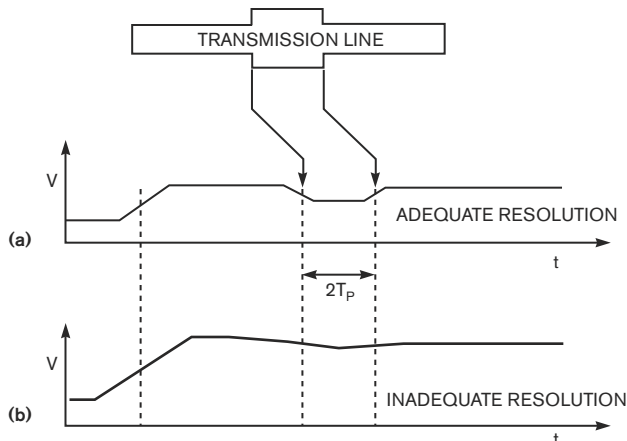 TRANSMISSION LINE
V
ADEQUATE RESOLUTION
(a)
t
2TP
V
INADEQUATE RESOLUTION
(b)
t